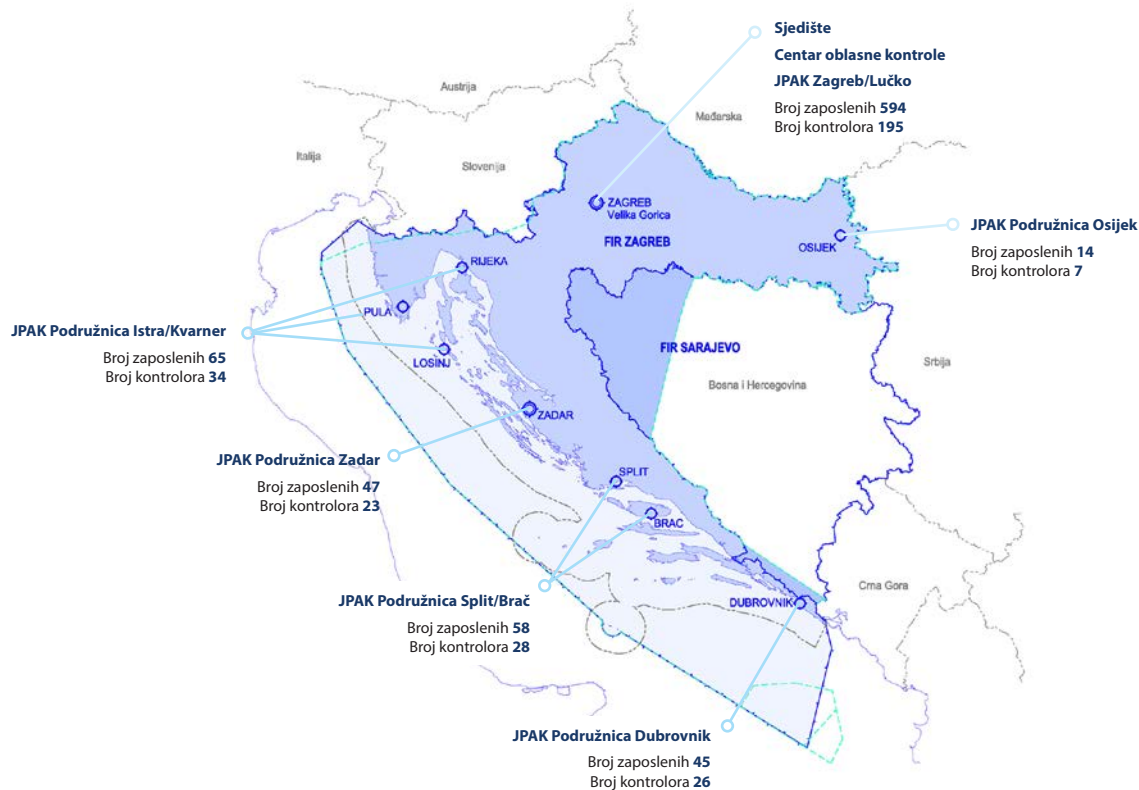 Sjedište
Centar oblasne kontrole
JPAK Zagreb/Lučko
Broj zaposlenih 594
Broj kontrolora 195
Austrija
Mađarska
Italija
Slovenija
ZAGREB
Velika Gorica
FIR ZAGREB
OSIJEK
JPAK Podružnica Osijek
Broj zaposlenih 14
Broj kontrolora 7
RIJEKA
PULA
JPAK Podružnica Istra/Kvarner
Broj zaposlenih 65
Broj kontrolora 34
LOSINJ
FIR SARAJEVO
Srbija
Bosna i Hercegovina
ZADAR
JPAK Podružnica Zadar
Broj zaposlenih 47
Broj kontrolora 23
SPLIT
BRAC
Crna Gora
DUBROVNIK
JPAK Podružnica Split/Brač
Broj zaposlenih 58
Broj kontrolora 28
JPAK Podružnica Dubrovnik
Broj zaposlenih 45
Broj kontrolora 26